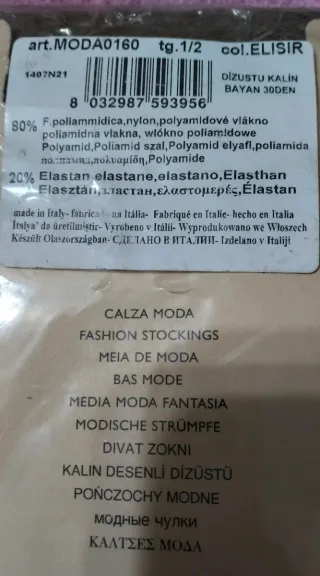 art.MODA0160 tg.1/2 col.ELISIR
1407N21
DİZUSTU KALİN
BAYAN 30DEN
8 032987 593956
80% F.poliammidica,nylon,polyamidové vlákno
poliamidna vlakna, włókno poliamidowe
Polyamid,Poliamid szal,Polyamid elyafi,poliamida
полиамид,πολυαμίδη,Polyamide
20% Elastan elastane,elastano,Elasthan
Elasztán,эластан,ελαστομερές,Élastan
made in Italy- fabricado na Itália- Fabriqué en Italie- hecho en Italia
İtalya' da üretilmiştir- Vyrobeno v Itálii- Wyprodukowano we Włoszech
Készült Olaszországban- СДЕЛАНО В ИТАЛИИ- Izdelano v Italiji
CALZA MODA
FASHION STOCKINGS
MEIA DE MODA
BAS MODE
MEDIA MODA FANTASIA
MODISCHE STRÜMPFE
DIVAT ZOKNI
KALIN DESENLİ DİZÜSTÜ
POŃCZOCHY MODNE
модные чулки
ΚΑΛΤΣΕΣ ΜΟΔΑ